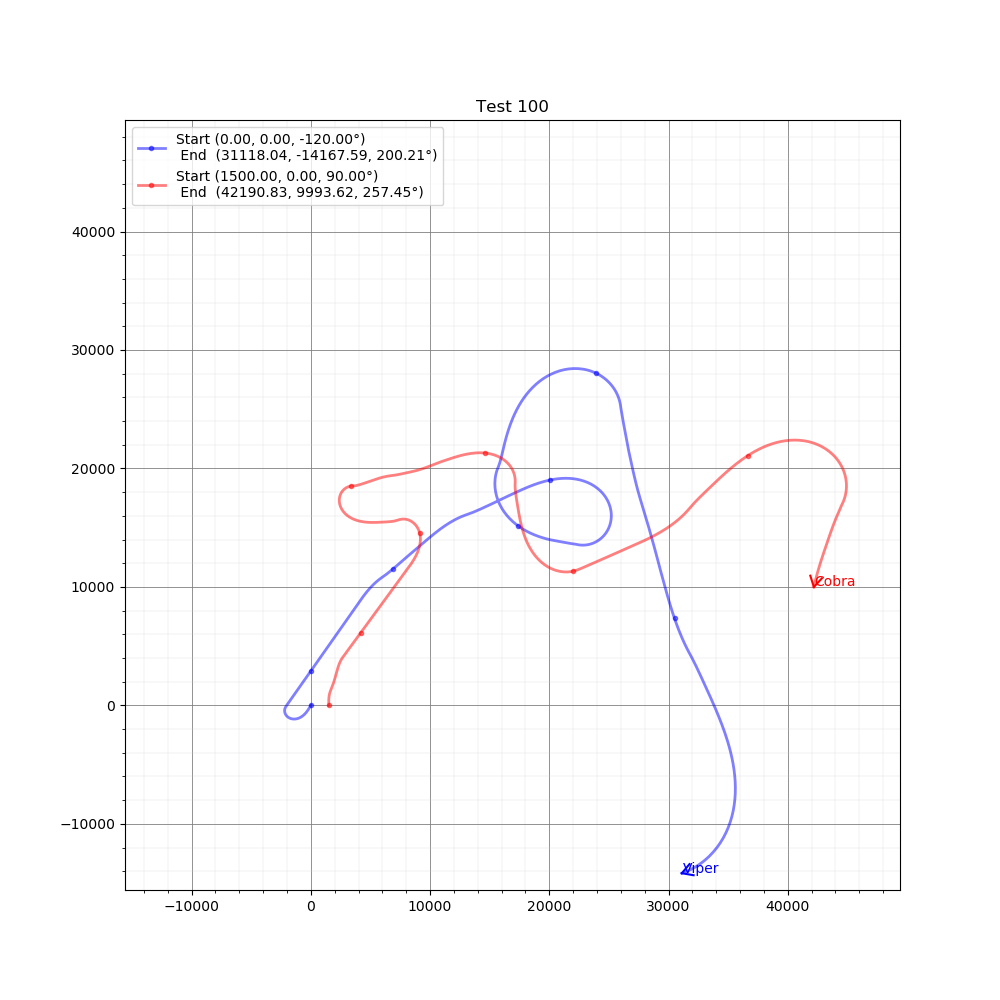 Test 100
Start (0.00, 0.00, -120.00°)
End  (31118.04, -14167.59, 200.21°)
Start (1500.00, 0.00, 90.00°)
End  (42190.83, 9993.62, 257.45°)
40000
30000
20000
10000
0
−10000
Cobra
Viper
−10000
0
10000
20000
30000
40000